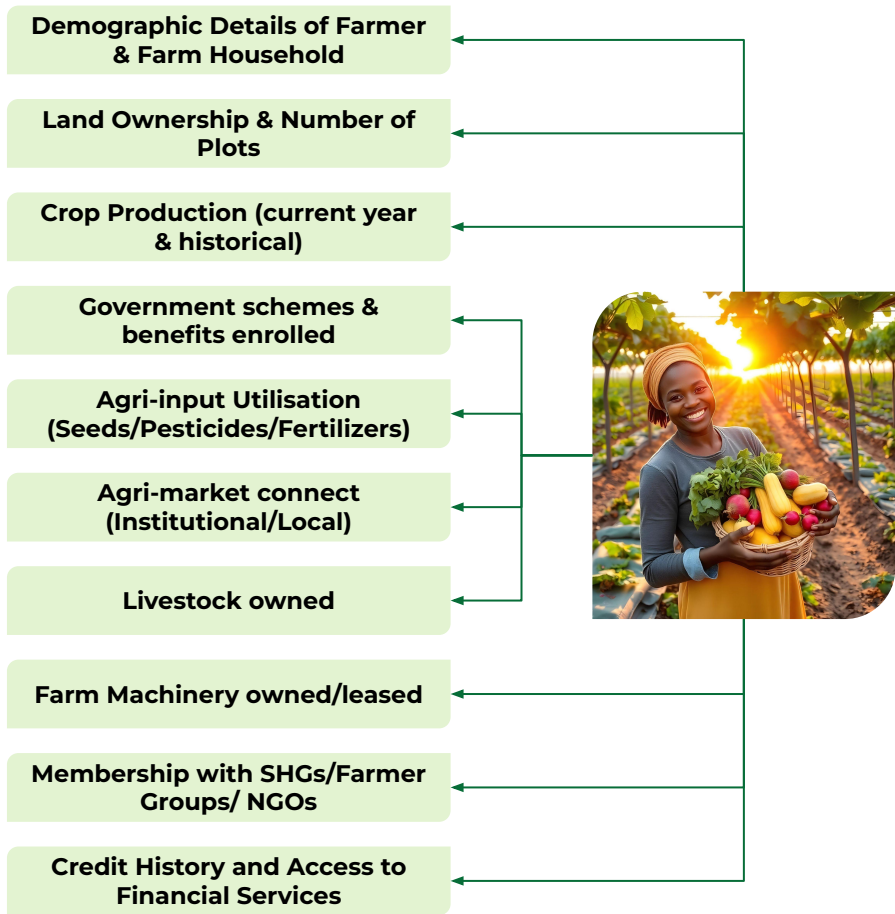 Demographic Details of Farmer
& Farm Household
Land Ownership & Number of
Plots
Crop Production (current year
& historical)
Government schemes &
benefits enrolled
Agri-input Utilisation
(Seeds/Pesticides/Fertilizers)
Agri-market connect
(Institutional/Local)
Livestock owned
Farm Machinery owned/leased
Membership with SHGs/Farmer
Groups/ NGOs
Credit History and Access to
Financial Services